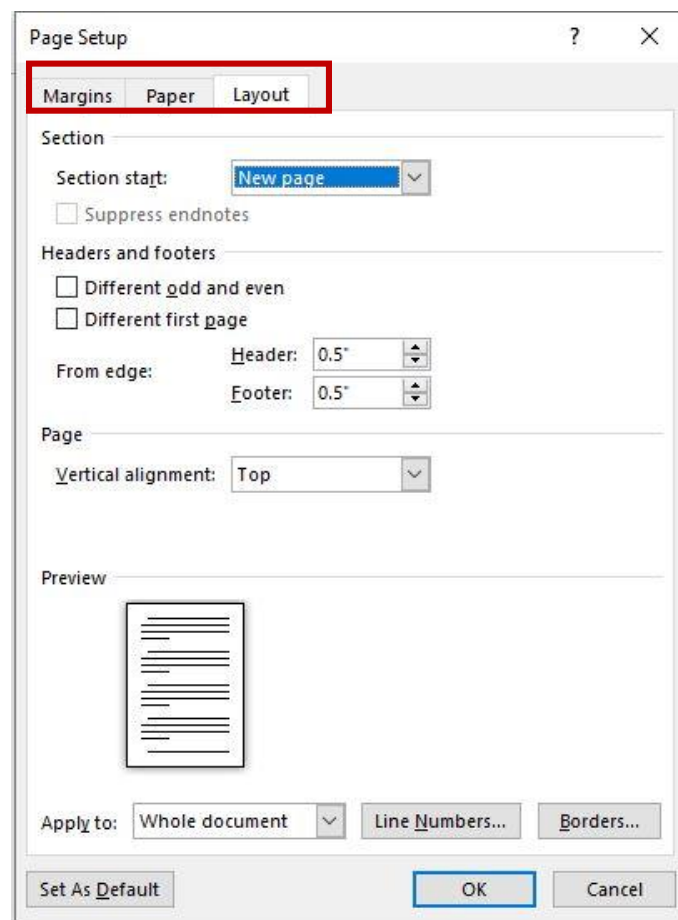 Page Setup ?
Margins Paper Layout
Section
Section start: New page
Suppress endnotes
Headers and footers
Different odd and even
Different first page
From edge:
Header: 0.5"
Footer: 0.5"
Page
Vertical alignment: Top
Preview
Apply to: Whole document Line Numbers... Borders...
Set As Default OK Cancel